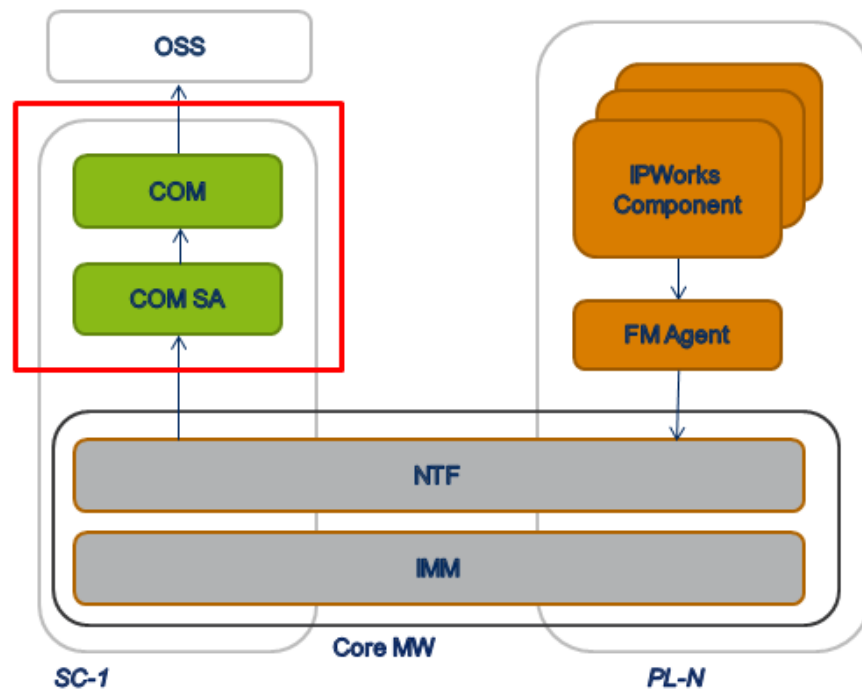 OSS
COM
COM SA
IPWorks
Component
FM Agent
NTF
IMM
Core MW
SC-1
PL-N